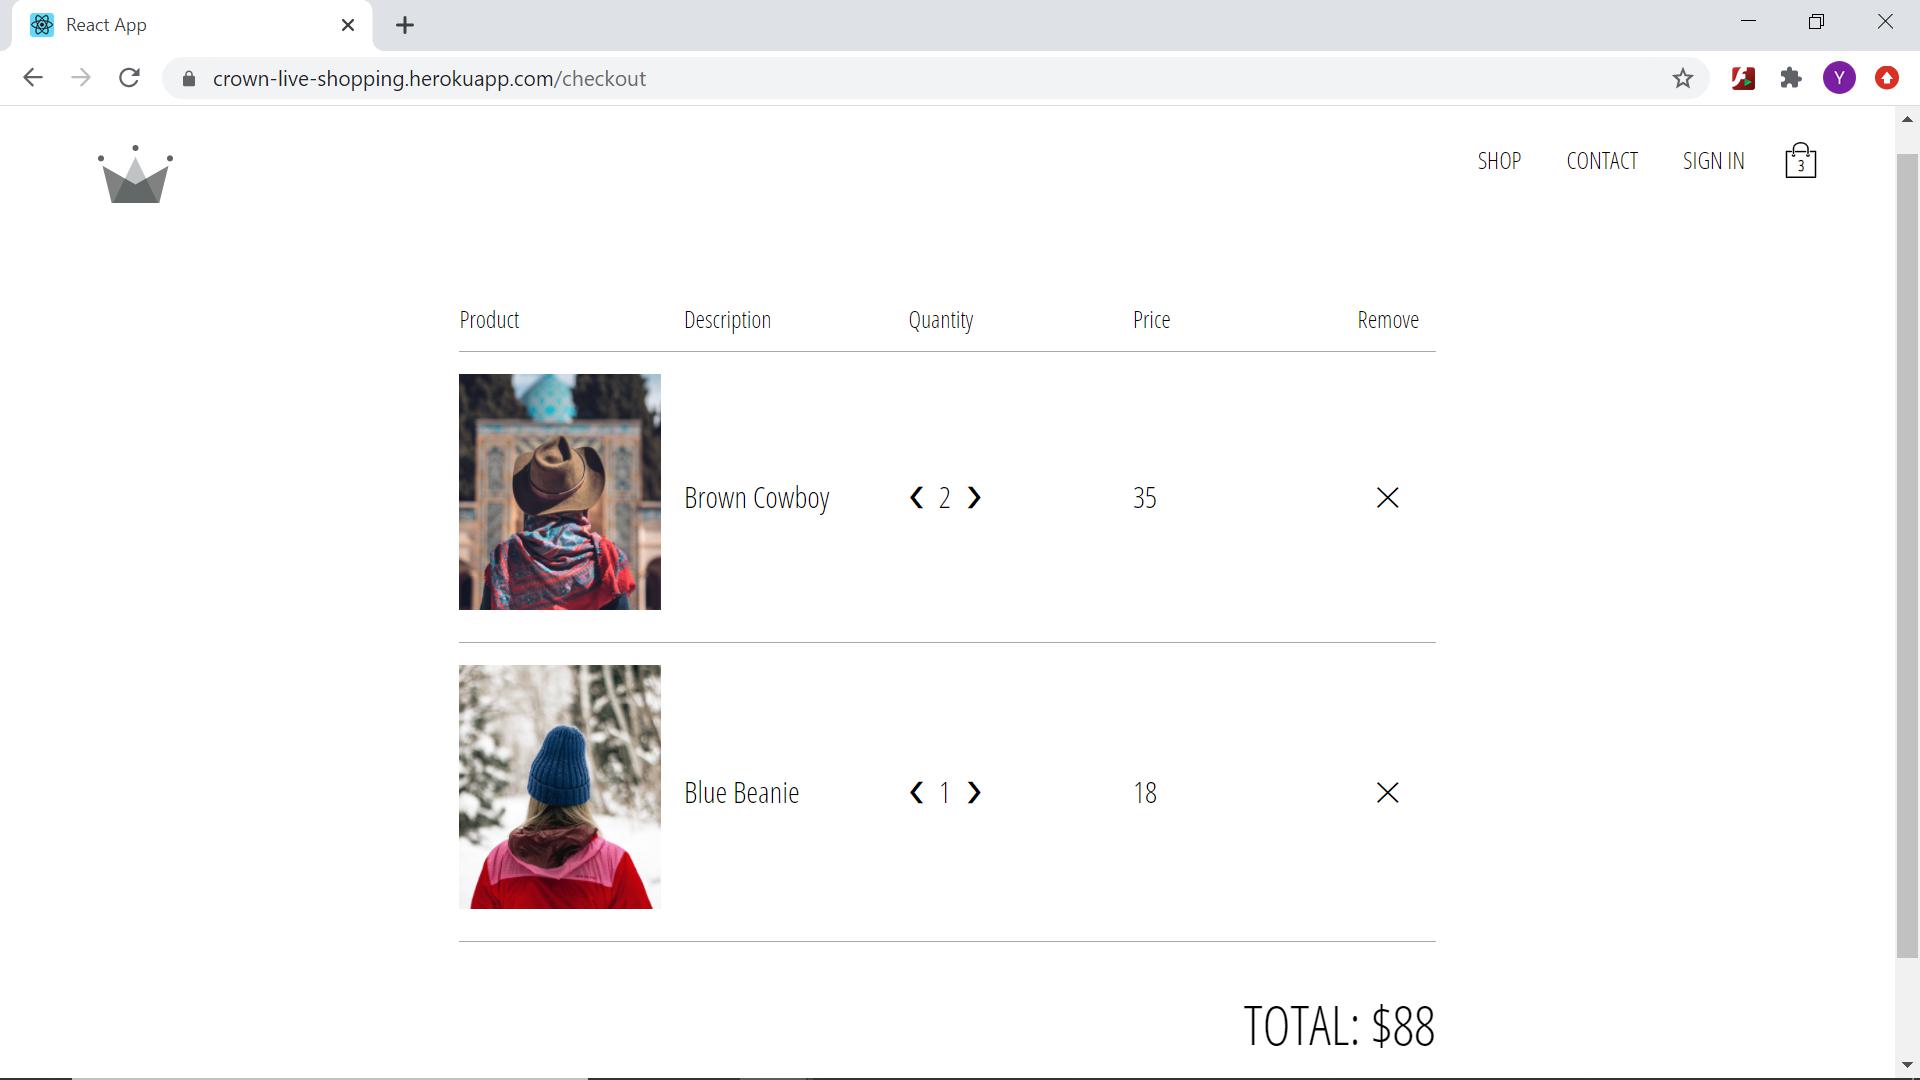 React App
crown-live-shopping.herokuapp.com/checkout
Y
SHOP CONTACT SIGN IN 3
Product Description Quantity Price Remove
Brown Cowboy ❮ 2 ❯ 35
Blue Beanie ❮ 1 ❯ 18
TOTAL: $88